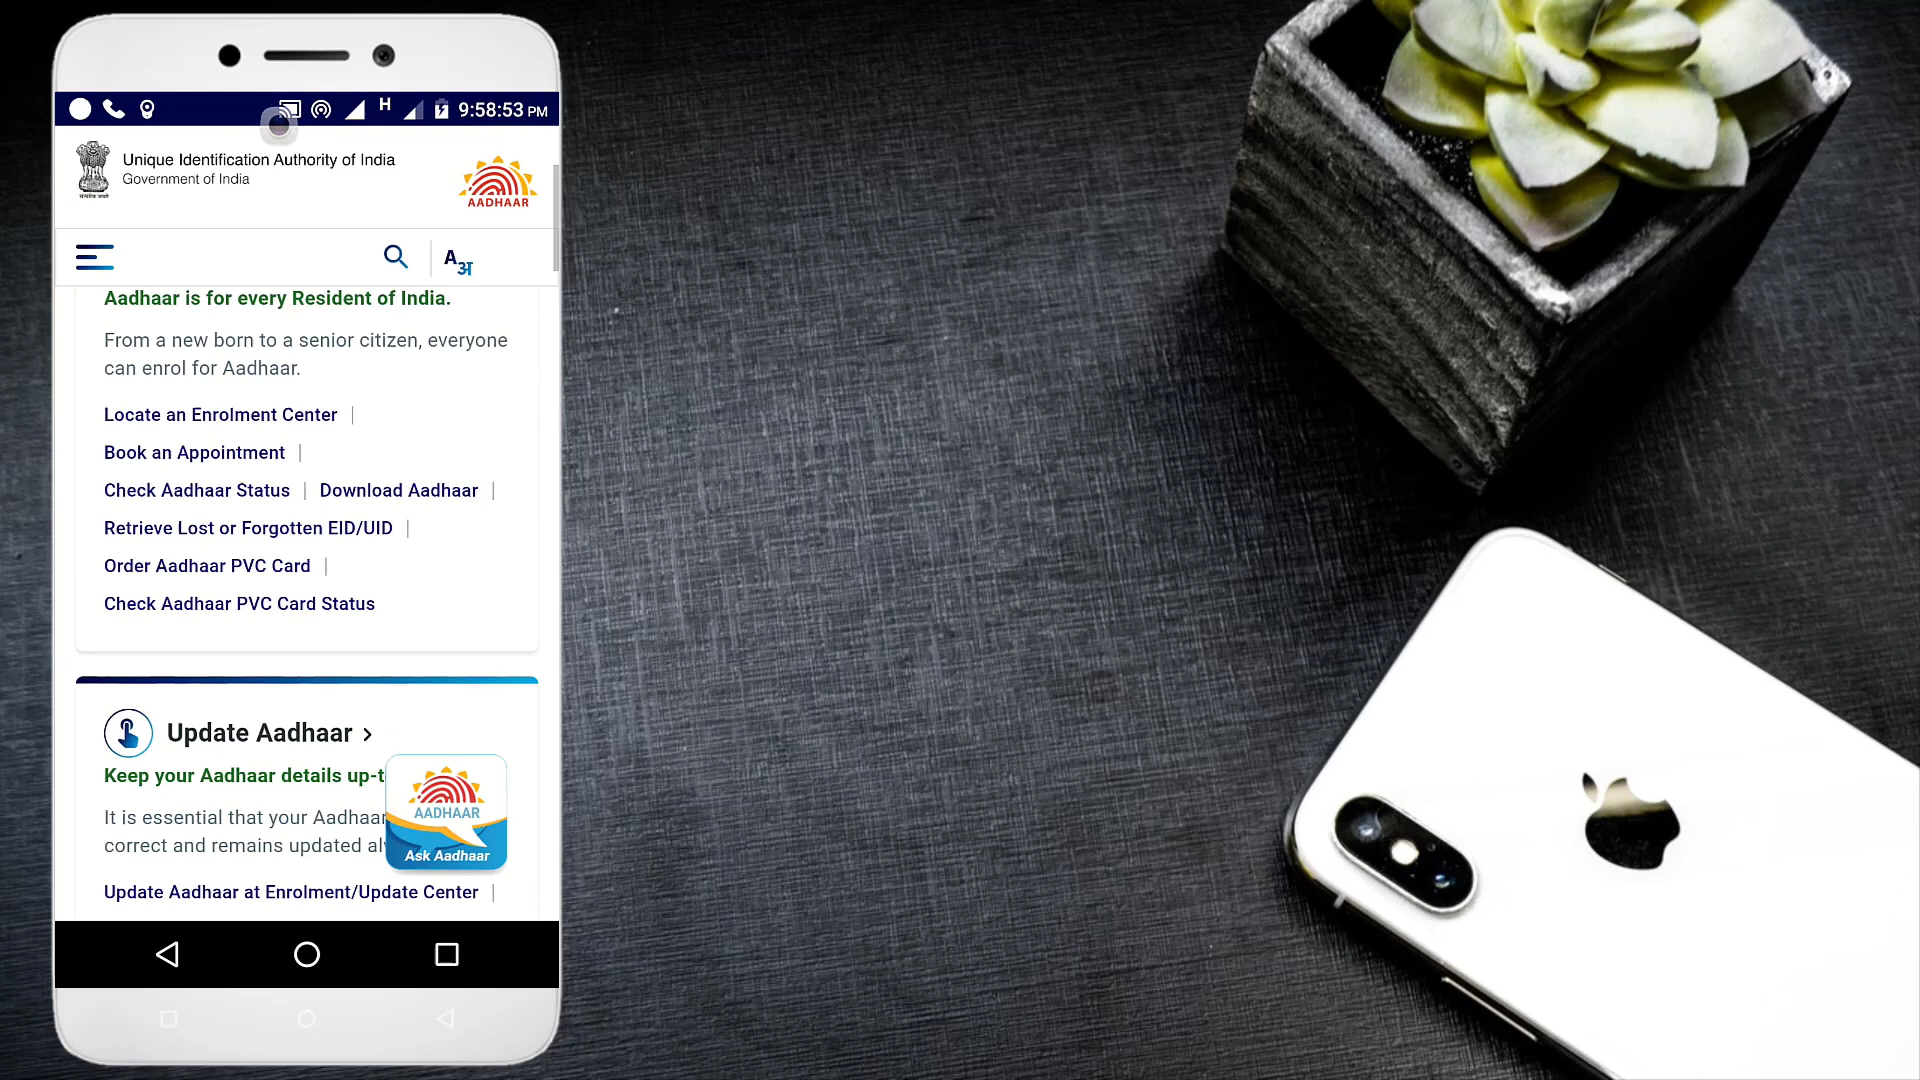 H 9:58:53 PM
Unique Identification Authority of India
Government of India
AADHAAR
A अ
Aadhaar is for every Resident of India.
From a new born to a senior citizen, everyone
can enrol for Aadhaar.
Locate an Enrolment Center |
Book an Appointment |
Check Aadhaar Status | Download Aadhaar |
Retrieve Lost or Forgotten EID/UID |
Order Aadhaar PVC Card |
Check Aadhaar PVC Card Status
Update Aadhaar >
Keep your Aadhaar details
It is essential that your Aadhaar
correct and remains updated
AADHAAR
Ask Aadhaar
Update Aadhaar at Enrolment/Update Center |